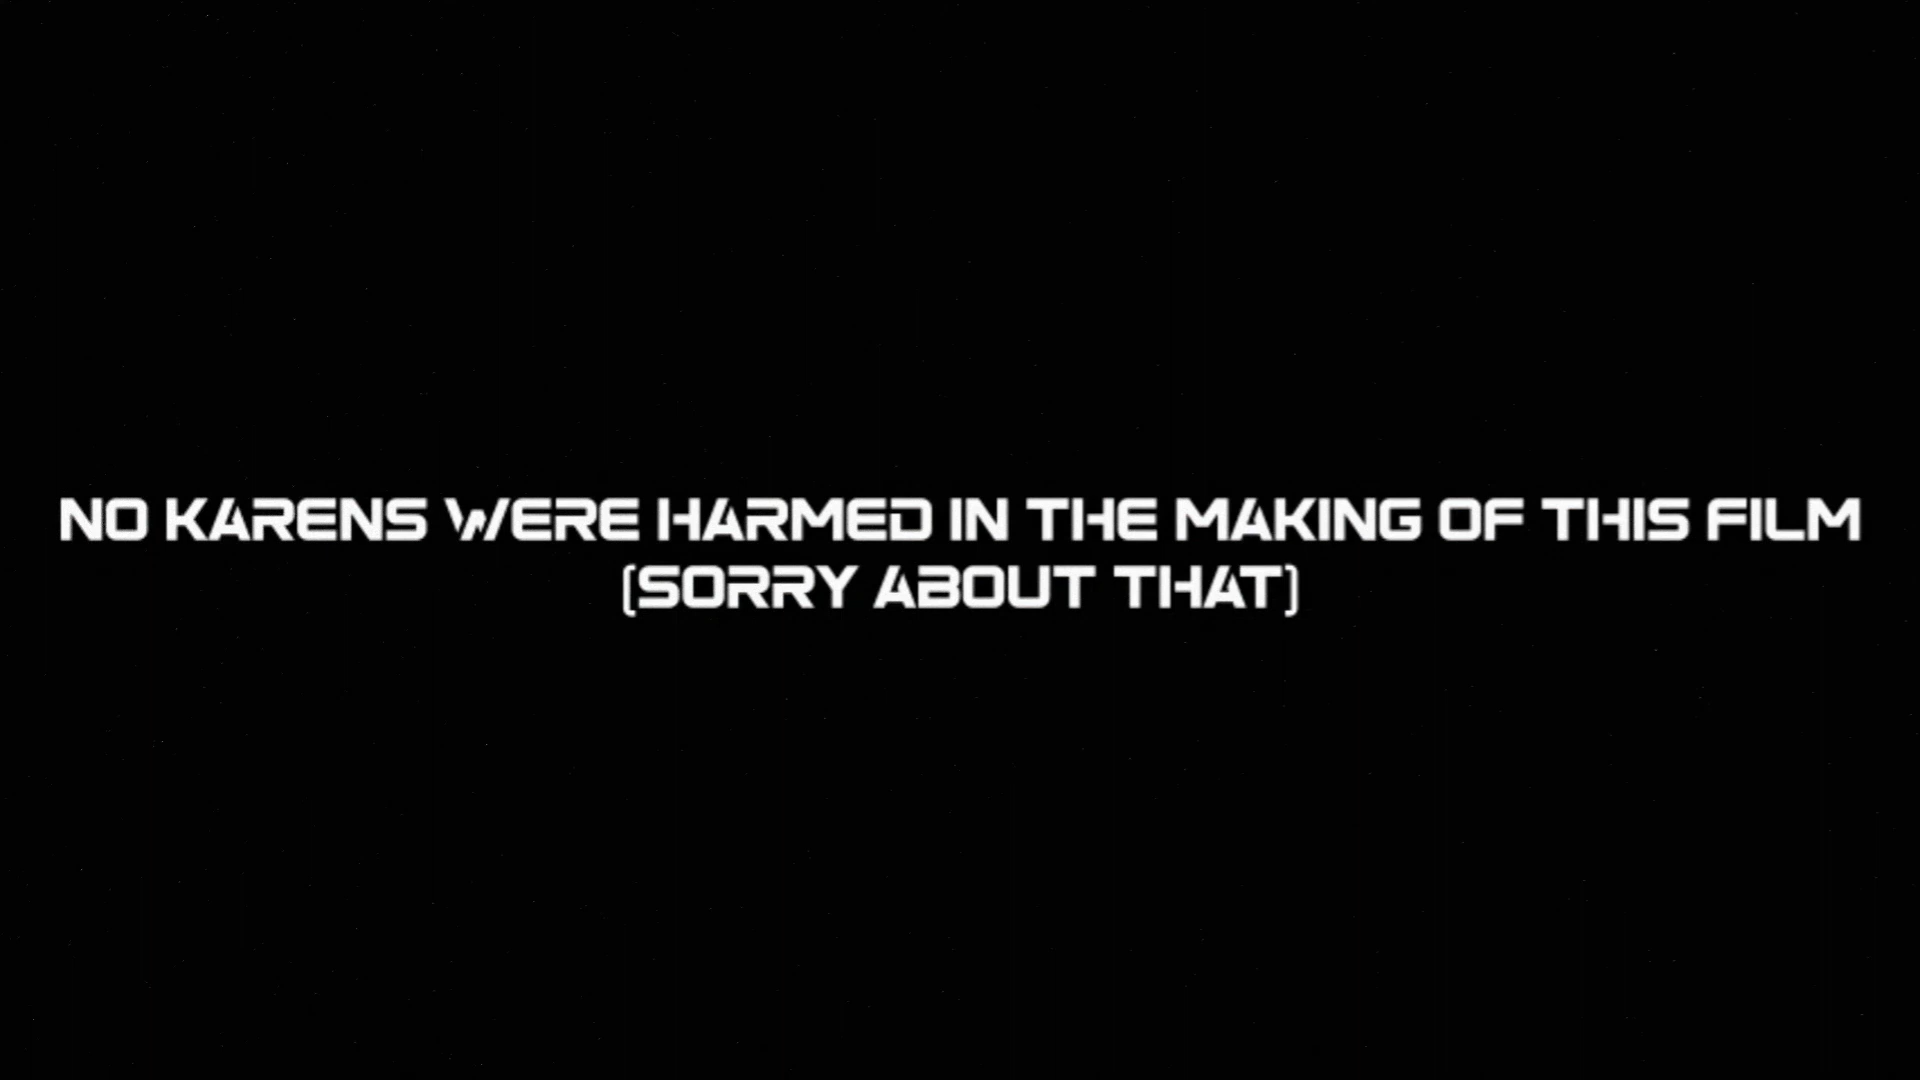 NO KARENS WERE HARMED IN THE MAKING OF THIS FILM
(SORRY ABOUT THAT)